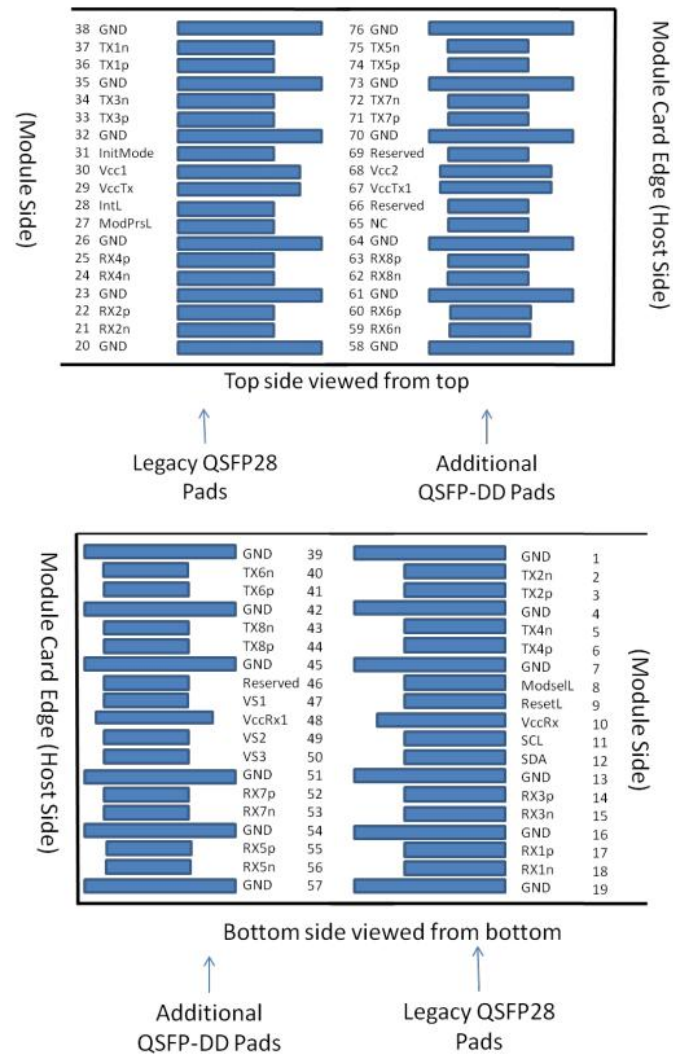 38 GND 76 GND
37 TX1n 75 TX5n
36 TX1p 74 TX5p
35 GND 73 GND
34 TX3n 72 TX7n
33 TX3p 71 TX7p
32 GND 70 GND
31 InitMode 69 Reserved
30 Vcc1 68 Vcc2
29 VccTx 67 VccTx1
28 IntL 66 Reserved
27 ModPrsL 65 NC
26 GND 64 GND
25 RX4p 63 RX8p
24 RX4n 62 RX8n
23 GND 61 GND
22 RX2p 60 RX6p
21 RX2n 59 RX6n
20 GND 58 GND
(Module Side)
Module Card Edge (Host Side)
Top side viewed from top
Legacy QSFP28
Pads
Additional
QSFP-DD Pads
Module Card Edge (Host Side)
GND 39 GND 1
TX6n 40 TX2n 2
TX6p 41 TX2p 3
GND 42 GND 4
TX8n 43 TX4n 5
TX8p 44 TX4p 6
GND 45 GND 7
Reserved 46 ModselL 8
VS1 47 ResetL 9
VccRx1 48 VccRx 10
VS2 49 SCL 11
VS3 50 SDA 12
GND 51 GND 13
RX7p 52 RX3p 14
RX7n 53 RX3n 15
GND 54 GND 16
RX5p 55 RX1p 17
RX5n 56 RX1n 18
GND 57 GND 19
(Module Side)
Bottom side viewed from bottom
Additional
QSFP-DD Pads
Legacy QSFP28
Pads